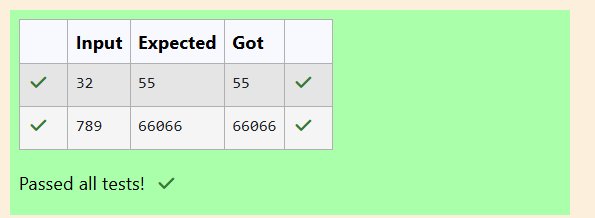 Input Expected Got
32 55 55
789 66066 66066
Passed all tests!